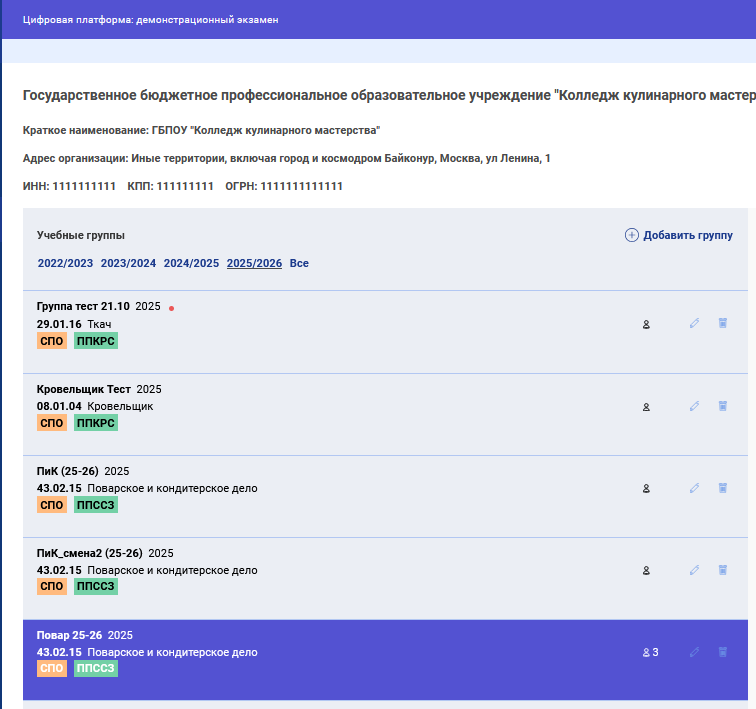 Цифровая платформа: демонстрационный экзамен
Государственное бюджетное профессиональное образовательное учреждение "Колледж кулинарного мастер
Краткое наименование: ГБПОУ "Колледж кулинарного мастерства"
Адрес организации: Иные территории, включая город и космодром Байконур, Москва, ул Ленина, 1
ИНН: 1111111111 КПП: 111111111 ОГРН: 1111111111111
Учебные группы Добавить группу
2022/2023 2023/2024 2024/2025 2025/2026 Все
Группа тест 21.10 2025
29.01.16 Ткач
СПО ППКРС
Кровельщик Тест 2025
08.01.04 Кровельщик
СПО ППКРС
ПиК (25-26) 2025
43.02.15 Поварское и кондитерское дело
СПО ППССЗ
ПиК_смена2 (25-26) 2025
43.02.15 Поварское и кондитерское дело
СПО ППССЗ
Повар 25-26 2025
43.02.15 Поварское и кондитерское дело 3
СПО ППССЗ